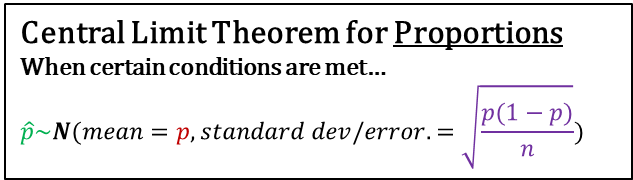 Central Limit Theorem for Proportions
When certain conditions are met…
p̂~N(mean = p, standard dev/error. = √(p(1 − p)/n))